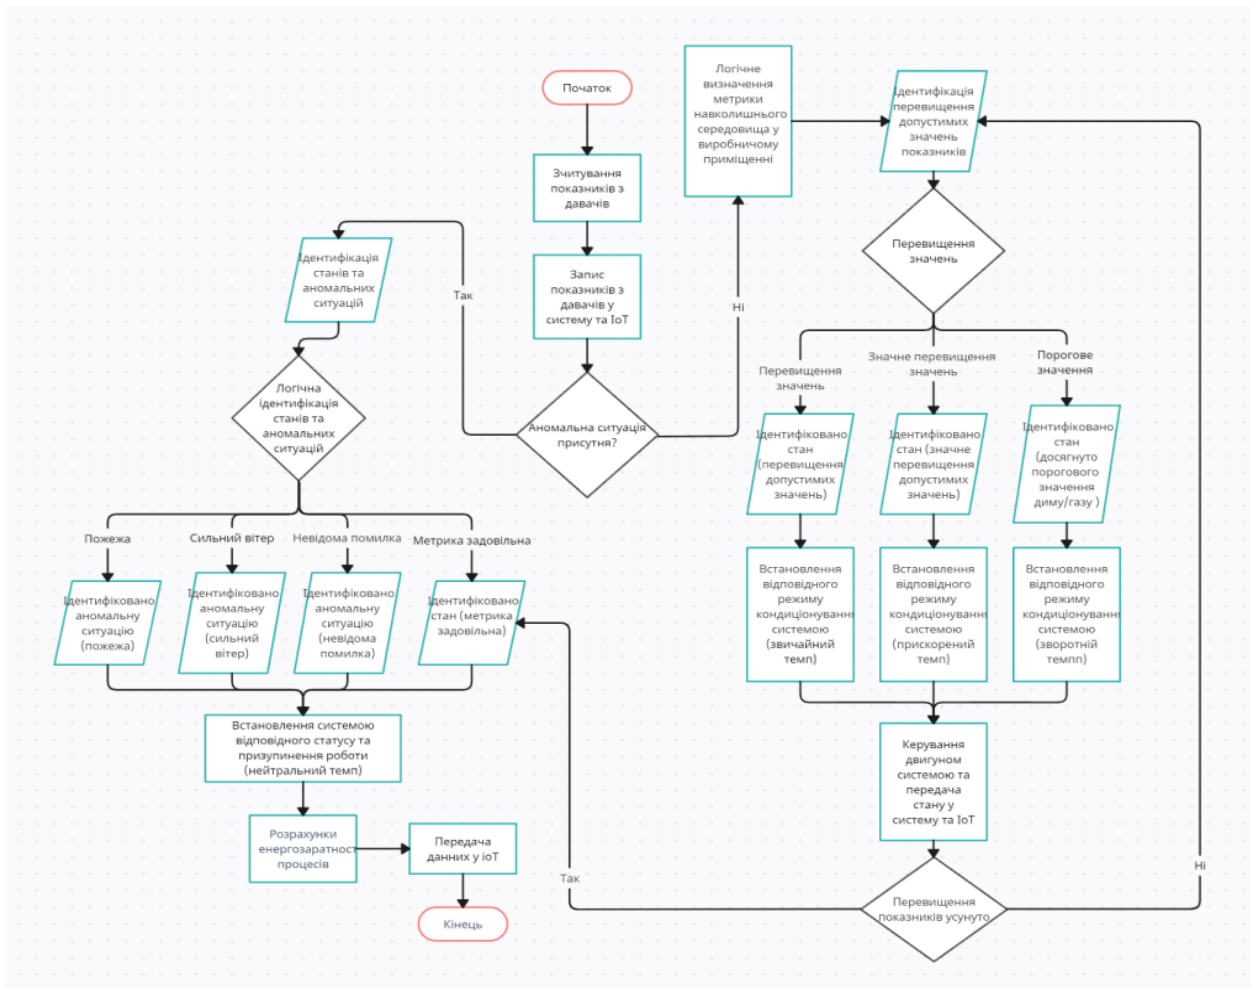 Початок
Зчитування
показників з
давачів
Запис
показників з
давачів у
систему та IoT
Аномальна ситуація
присутня?
Так
Ні
Ідентифікація
станів та
аномальних
ситуацій
Логічна
ідентифікація
станів та
аномальних
ситуацій
Пожежа
Сильний вітер
Невідома помилка
Метрика задовільна
Ідентифіковано
аномальну
ситуацію
(пожежа)
Ідентифіковано
аномальну
ситуацію
(сильний
вітер)
Ідентифіковано
аномальну
ситуацію
(невідома
помилка)
Ідентифіковано
стан (метрика
задовільна)
Встановлення системою
відповідного статусу та
призупинення роботи
(нейтральний темп)
Розрахунки
енергозаратност
процесів
Передача
данних у іоТ
Кінець
Логічне
визначення
метрики
навколишнього
середовища у
виробничому
приміщенні
Ідентифікація
перевищення
допустимих
значень
показників
Перевищення
значень
Перевищення
значень
Значне перевищення
значень
Порогове
значення
Ідентифіковано
стан
(перевищення
допустимих
значень)
Ідентифіковано
стан (значне
перевищення
допустимих
значень)
Ідентифіковано
стан
(досягнуто
порогового
значення
диму/газу )
Встановлення
відповідного
режиму
кондиціонуванн
системою
(звичайний
темп)
Встановлення
відповідного
режиму
кондиціонуванн
системою
(прискорений
темп)
Встановлення
відповідного
режиму
кондиціонуванн
системою
(зворотній
темпп)
Керування
двигуном
системою та
передача
стану у
систему та IoT
Перевищення
показників усунуто
Так
Ні